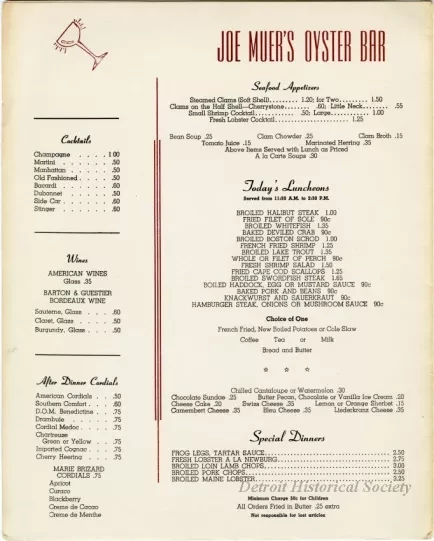 JOE MUER'S OYSTER BAR
Cocktails
Champagne . . . . . 1.00
Martini . . . . . . .50
Manhattan . . . . . .50
Old Fashioned . . . . .50
Bacardi . . . . . . .60
Dubonnet . . . . . .50
Side Car . . . . . . .60
Stinger . . . . . . .60
Wines
AMERICAN WINES
Glass .35
BARTON & GUESTIER
BORDEAUX WINE
Sauterne, Glass . . . .60
Claret, Glass . . . . .50
Burgundy, Glass . . . .50
After Dinner Cordials
American Cordials . . .50
Southern Comfort . . . .60
D.O.M. Benedictine . . .75
Drambuie . . . . . .75
Cordial Medoc . . . . .75
Chartreuse
Green or Yellow . . .75
Imported Cognac . . . .75
Cherry Heering . . . .75
MARIE BRIZARD
CORDIALS .75
Apricot
Curaco
Blackberry
Creme de Cacao
Creme de Menthe
Seafood Appetizers
Steamed Clams (Soft Shell)........ 1.20; for Two......... 1.50
Clams on the Half Shell—Cherrystone........ .60; Little Neck........ .55
Small Shrimp Cocktail........ .50; Large.......... 1.00
Fresh Lobster Cocktail.................... 1.25
Bean Soup .25 Clam Chowder .25 Clam Broth .15
Tomato Juice .15 Marinated Herring .35
Above Items Served with Lunch as Priced
A la Carte Soups .30
Today's Luncheons
Served from 11:00 A.M. to 2:30 P.M.
BROILED HALIBUT STEAK 1.00
FRIED FILET OF SOLE 90c
BROILED WHITEFISH 1.35
BAKED DEVILED CRAB 90c
BROILED BOSTON SCROD 1.00
FRENCH FRIED SHRIMP 1.25
BROILED LAKE TROUT 1.35
WHOLE OR FILET OF PERCH 80c
FRESH SHRIMP SALAD 1.50
FRIED CAPE COD SCALLOPS 1.25
BROILED SWORDFISH STEAK 1.65
BOILED HADDOCK, EGG OR MUSTARD SAUCE 90c
BAKED PORK AND BEANS 90c
KNACKWURST AND SAUERKRAUT 90c
HAMBURGER STEAK, ONIONS OR MUSHROOM SAUCE 90c
Choice of One
French Fried, New Boiled Potatoes or Cole Slaw
Coffee Tea or Milk
Bread and Butter
Chilled Cantaloupe or Watermelon .30
Chocolate Sundae .25 Butter Pecan, Chocolate or Vanilla Ice Cream .20
Cheese Cake .20 Swiss Cheese .35 Lemon or Orange Sherbet .15
Camembert Cheese .35 Bleu Cheese .35 Liederkranz Cheese .35
Special Dinners
FROG LEGS, TARTAR SAUCE.............................. 2.50
FRESH LOBSTER A LA NEWBURG......................... 2.75
BROILED LOIN LAMB CHOPS............................. 3.00
BROILED PORK CHOPS.................................. 2.50
BROILED MAINE LOBSTER............................... 3.25
Detroit Historical Society
Minimum Charge 50c for Children
All Orders Fried in Butter .25 extra
Not responsible for lost articles